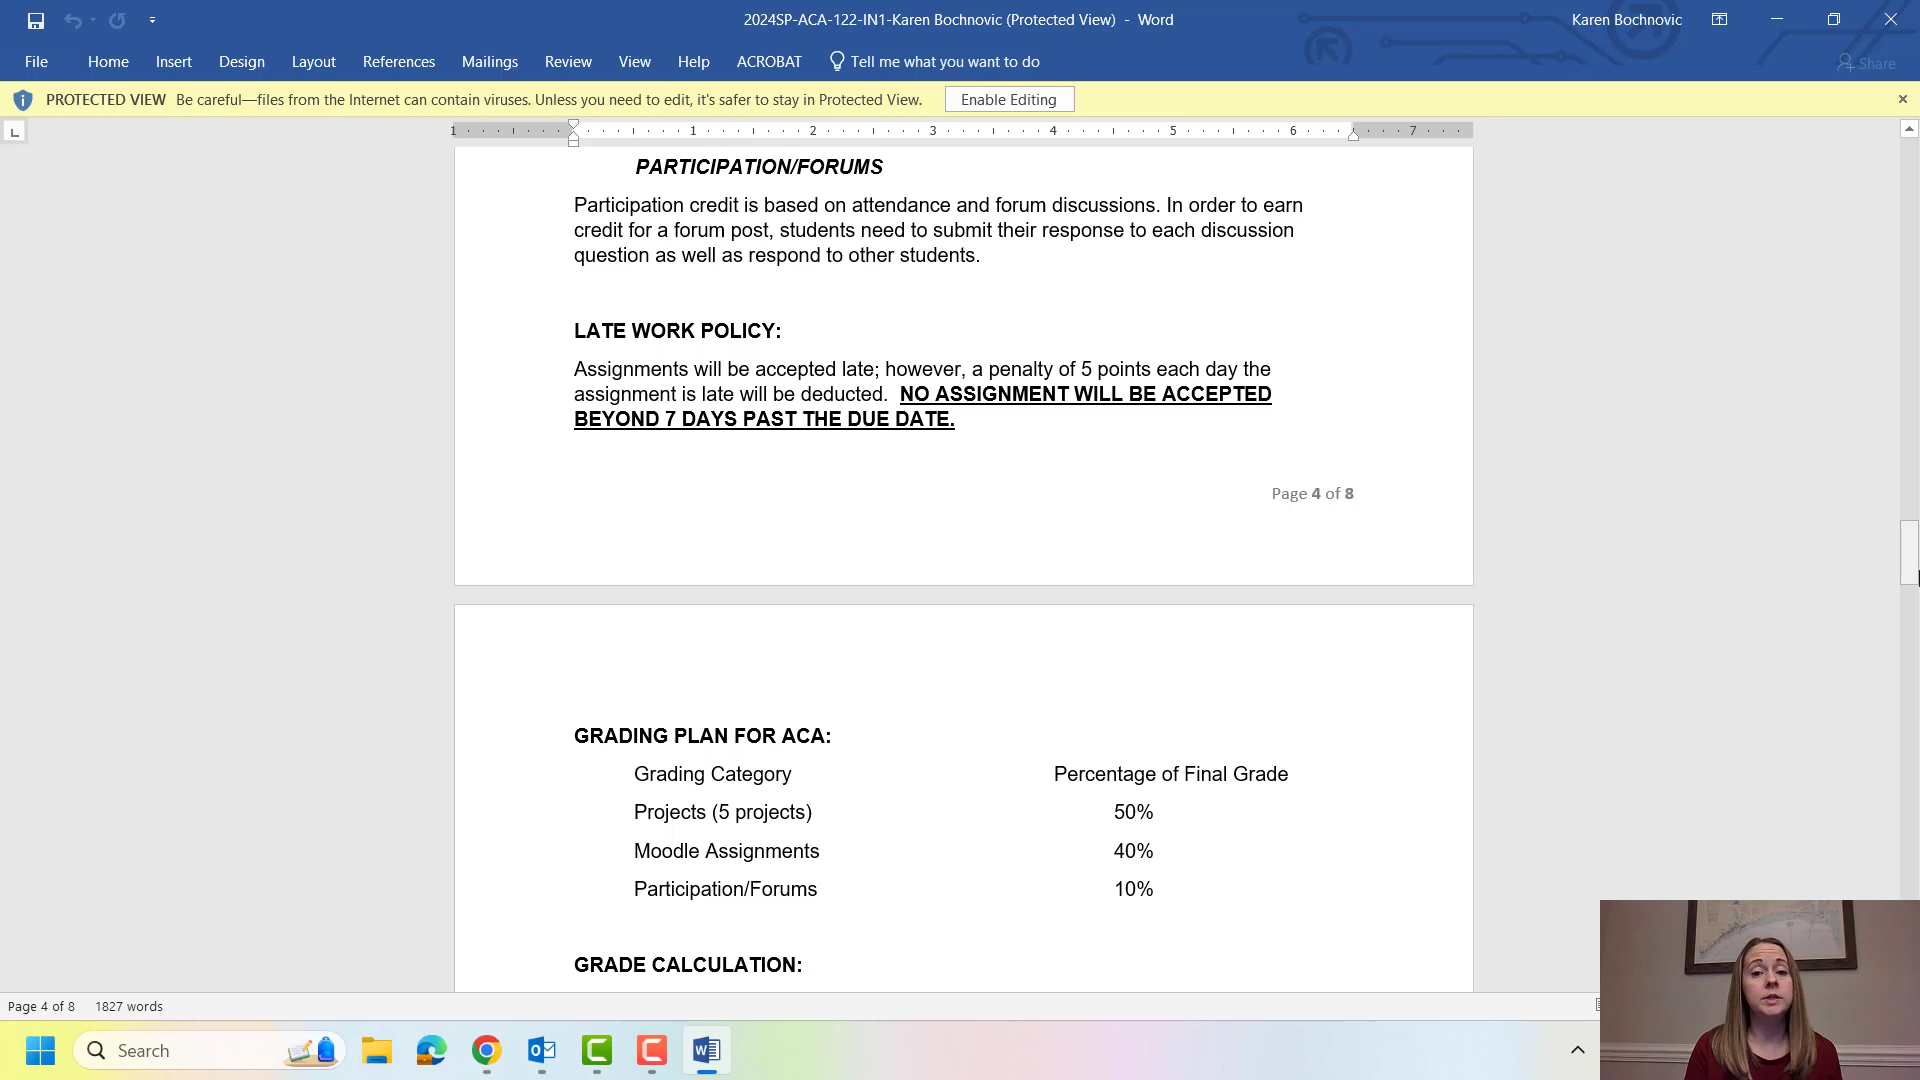 2024SP-ACA-122-IN1-Karen Bochnovic (Protected View) - Word
Karen Bochnovic
File Home Insert Design Layout References Mailings Review View Help ACROBAT Tell me what you want to do
Share
PROTECTED VIEW Be careful—files from the Internet can contain viruses. Unless you need to edit, it's safer to stay in Protected View. Enable Editing
1 1 2 3 4 5 6 7
PARTICIPATION/FORUMS
Participation credit is based on attendance and forum discussions. In order to earn
credit for a forum post, students need to submit their response to each discussion
question as well as respond to other students.
LATE WORK POLICY:
Assignments will be accepted late; however, a penalty of 5 points each day the
assignment is late will be deducted. NO ASSIGNMENT WILL BE ACCEPTED
BEYOND 7 DAYS PAST THE DUE DATE.
Page 4 of 8
GRADING PLAN FOR ACA:
Grading Category Percentage of Final Grade
Projects (5 projects) 50%
Moodle Assignments 40%
Participation/Forums 10%
GRADE CALCULATION:
Page 4 of 8 1827 words
Search